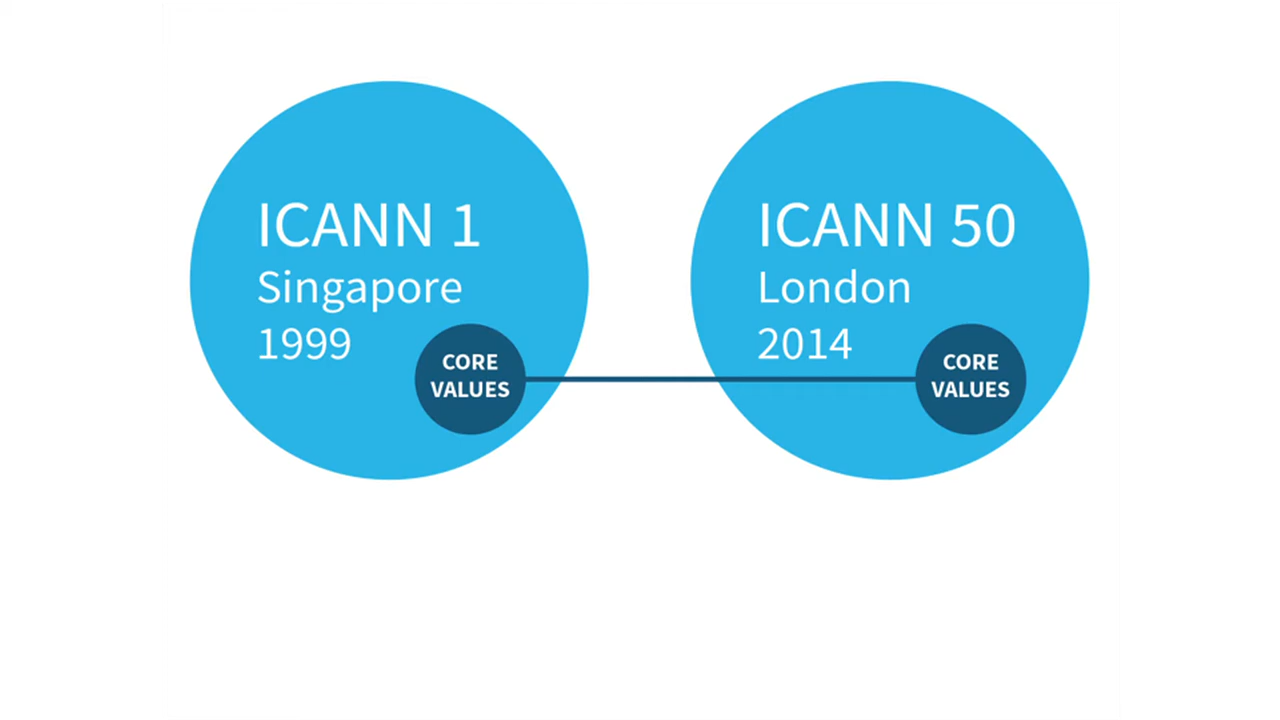 ICANN 1
Singapore
1999
CORE
VALUES
ICANN 50
London
2014
CORE
VALUES